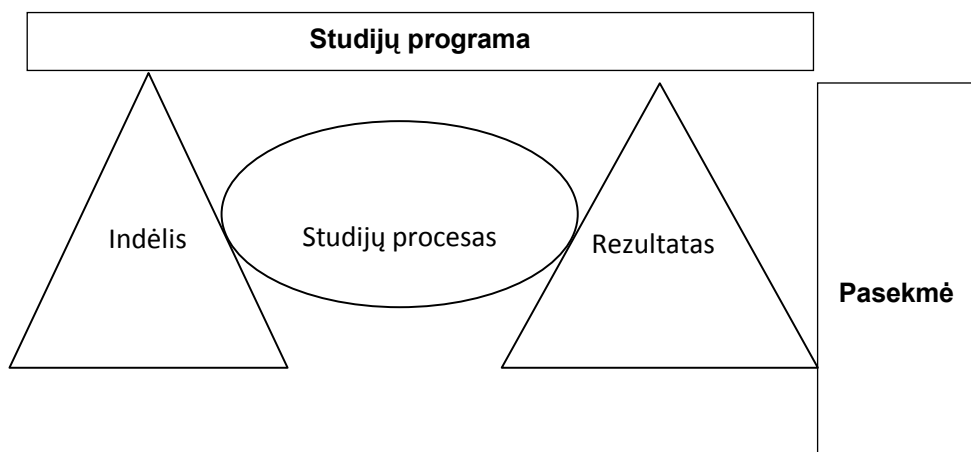 Studijų programa
Indėlis
Studijų procesas
Rezultatas
Pasekmė